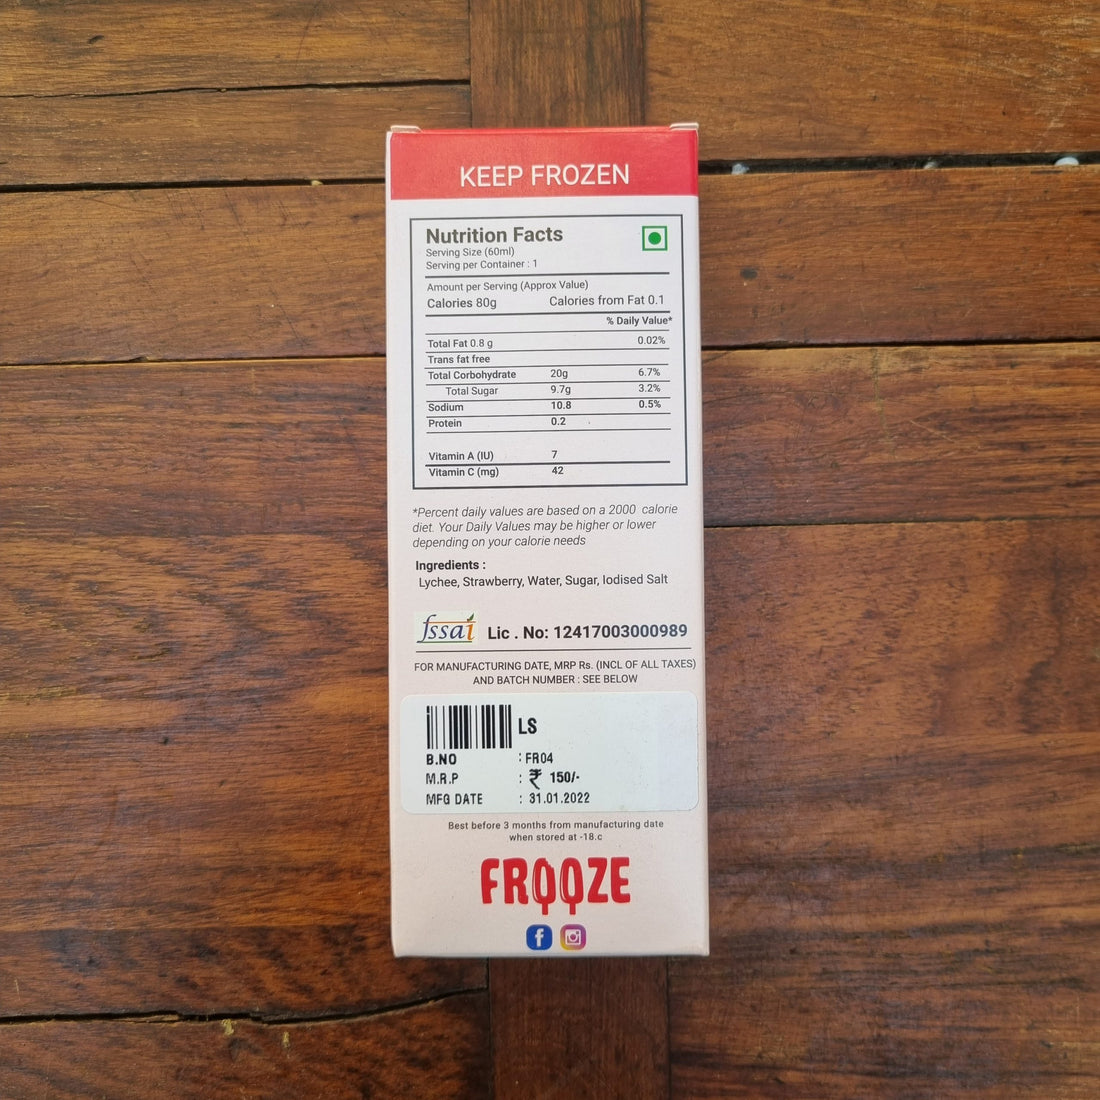 KEEP FROZEN
Nutrition Facts
Serving Size (60ml)
Serving per Container : 1
Amount per Serving (Approx Value)
Calories 80g Calories from Fat 0.1
% Daily Value*
Total Fat 0.8 g 0.02%
Trans fat free
Total Corbohydrate 20g 6.7%
Total Sugar 9.7g 3.2%
Sodium 10.8 0.5%
Protein 0.2
Vitamin A (IU) 7
Vitamin C (mg) 42
*Percent daily values are based on a 2000 calorie
diet. Your Daily Values may be higher or lower
depending on your calorie needs
Ingredients :
Lychee, Strawberry, Water, Sugar, Iodised Salt
fssai Lic . No: 12417003000989
FOR MANUFACTURING DATE, MRP Rs. (INCL OF ALL TAXES)
AND BATCH NUMBER : SEE BELOW
LS
B.NO : FR04
M.R.P : ₹ 150/-
MFG DATE : 31.01.2022
Best before 3 months from manufacturing date
when stored at -18.c
FROOZE